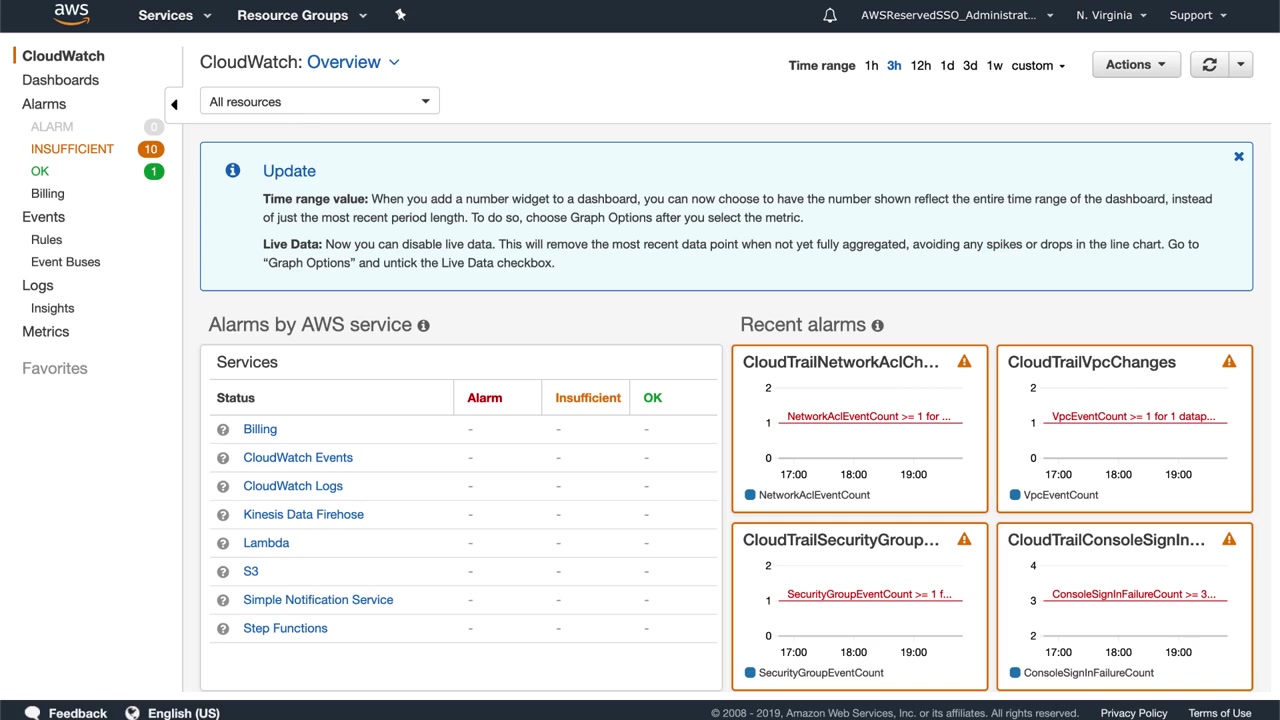 aws
Services
Resource Groups
AWSReservedSSO_Administrat...
N. Virginia
Support
CloudWatch
Dashboards
Alarms
ALARM 0
INSUFFICIENT 10
OK 1
Billing
Events
Rules
Event Buses
Logs
Insights
Metrics
Favorites
CloudWatch: Overview
Time range 1h 3h 12h 1d 3d 1w custom
Actions
All resources
Update
Time range value: When you add a number widget to a dashboard, you can now choose to have the number shown reflect the entire time range of the dashboard, instead
of just the most recent period length. To do so, choose Graph Options after you select the metric.
Live Data: Now you can disable live data. This will remove the most recent data point when not yet fully aggregated, avoiding any spikes or drops in the line chart. Go to
“Graph Options” and untick the Live Data checkbox.
Alarms by AWS service
Services
Status Alarm Insufficient OK
Billing - - -
CloudWatch Events - - -
CloudWatch Logs - - -
Kinesis Data Firehose - - -
Lambda - - -
S3 - - -
Simple Notification Service - - -
Step Functions - - -
Recent alarms
CloudTrailNetworkAclCh...
2
NetworkAclEventCount >= 1 for ...
1
0
17:00 18:00 19:00
NetworkAclEventCount
CloudTrailVpcChanges
2
VpcEventCount >= 1 for 1 datap...
1
0
17:00 18:00 19:00
VpcEventCount
CloudTrailSecurityGroup...
2
SecurityGroupEventCount >= 1 f...
1
0
17:00 18:00 19:00
SecurityGroupEventCount
CloudTrailConsoleSignIn...
4
ConsoleSignInFailureCount >= 3...
3
2
17:00 18:00 19:00
ConsoleSignInFailureCount
Feedback
English (US)
© 2008 - 2019, Amazon Web Services, Inc. or its affiliates. All rights reserved.
Privacy Policy
Terms of Use